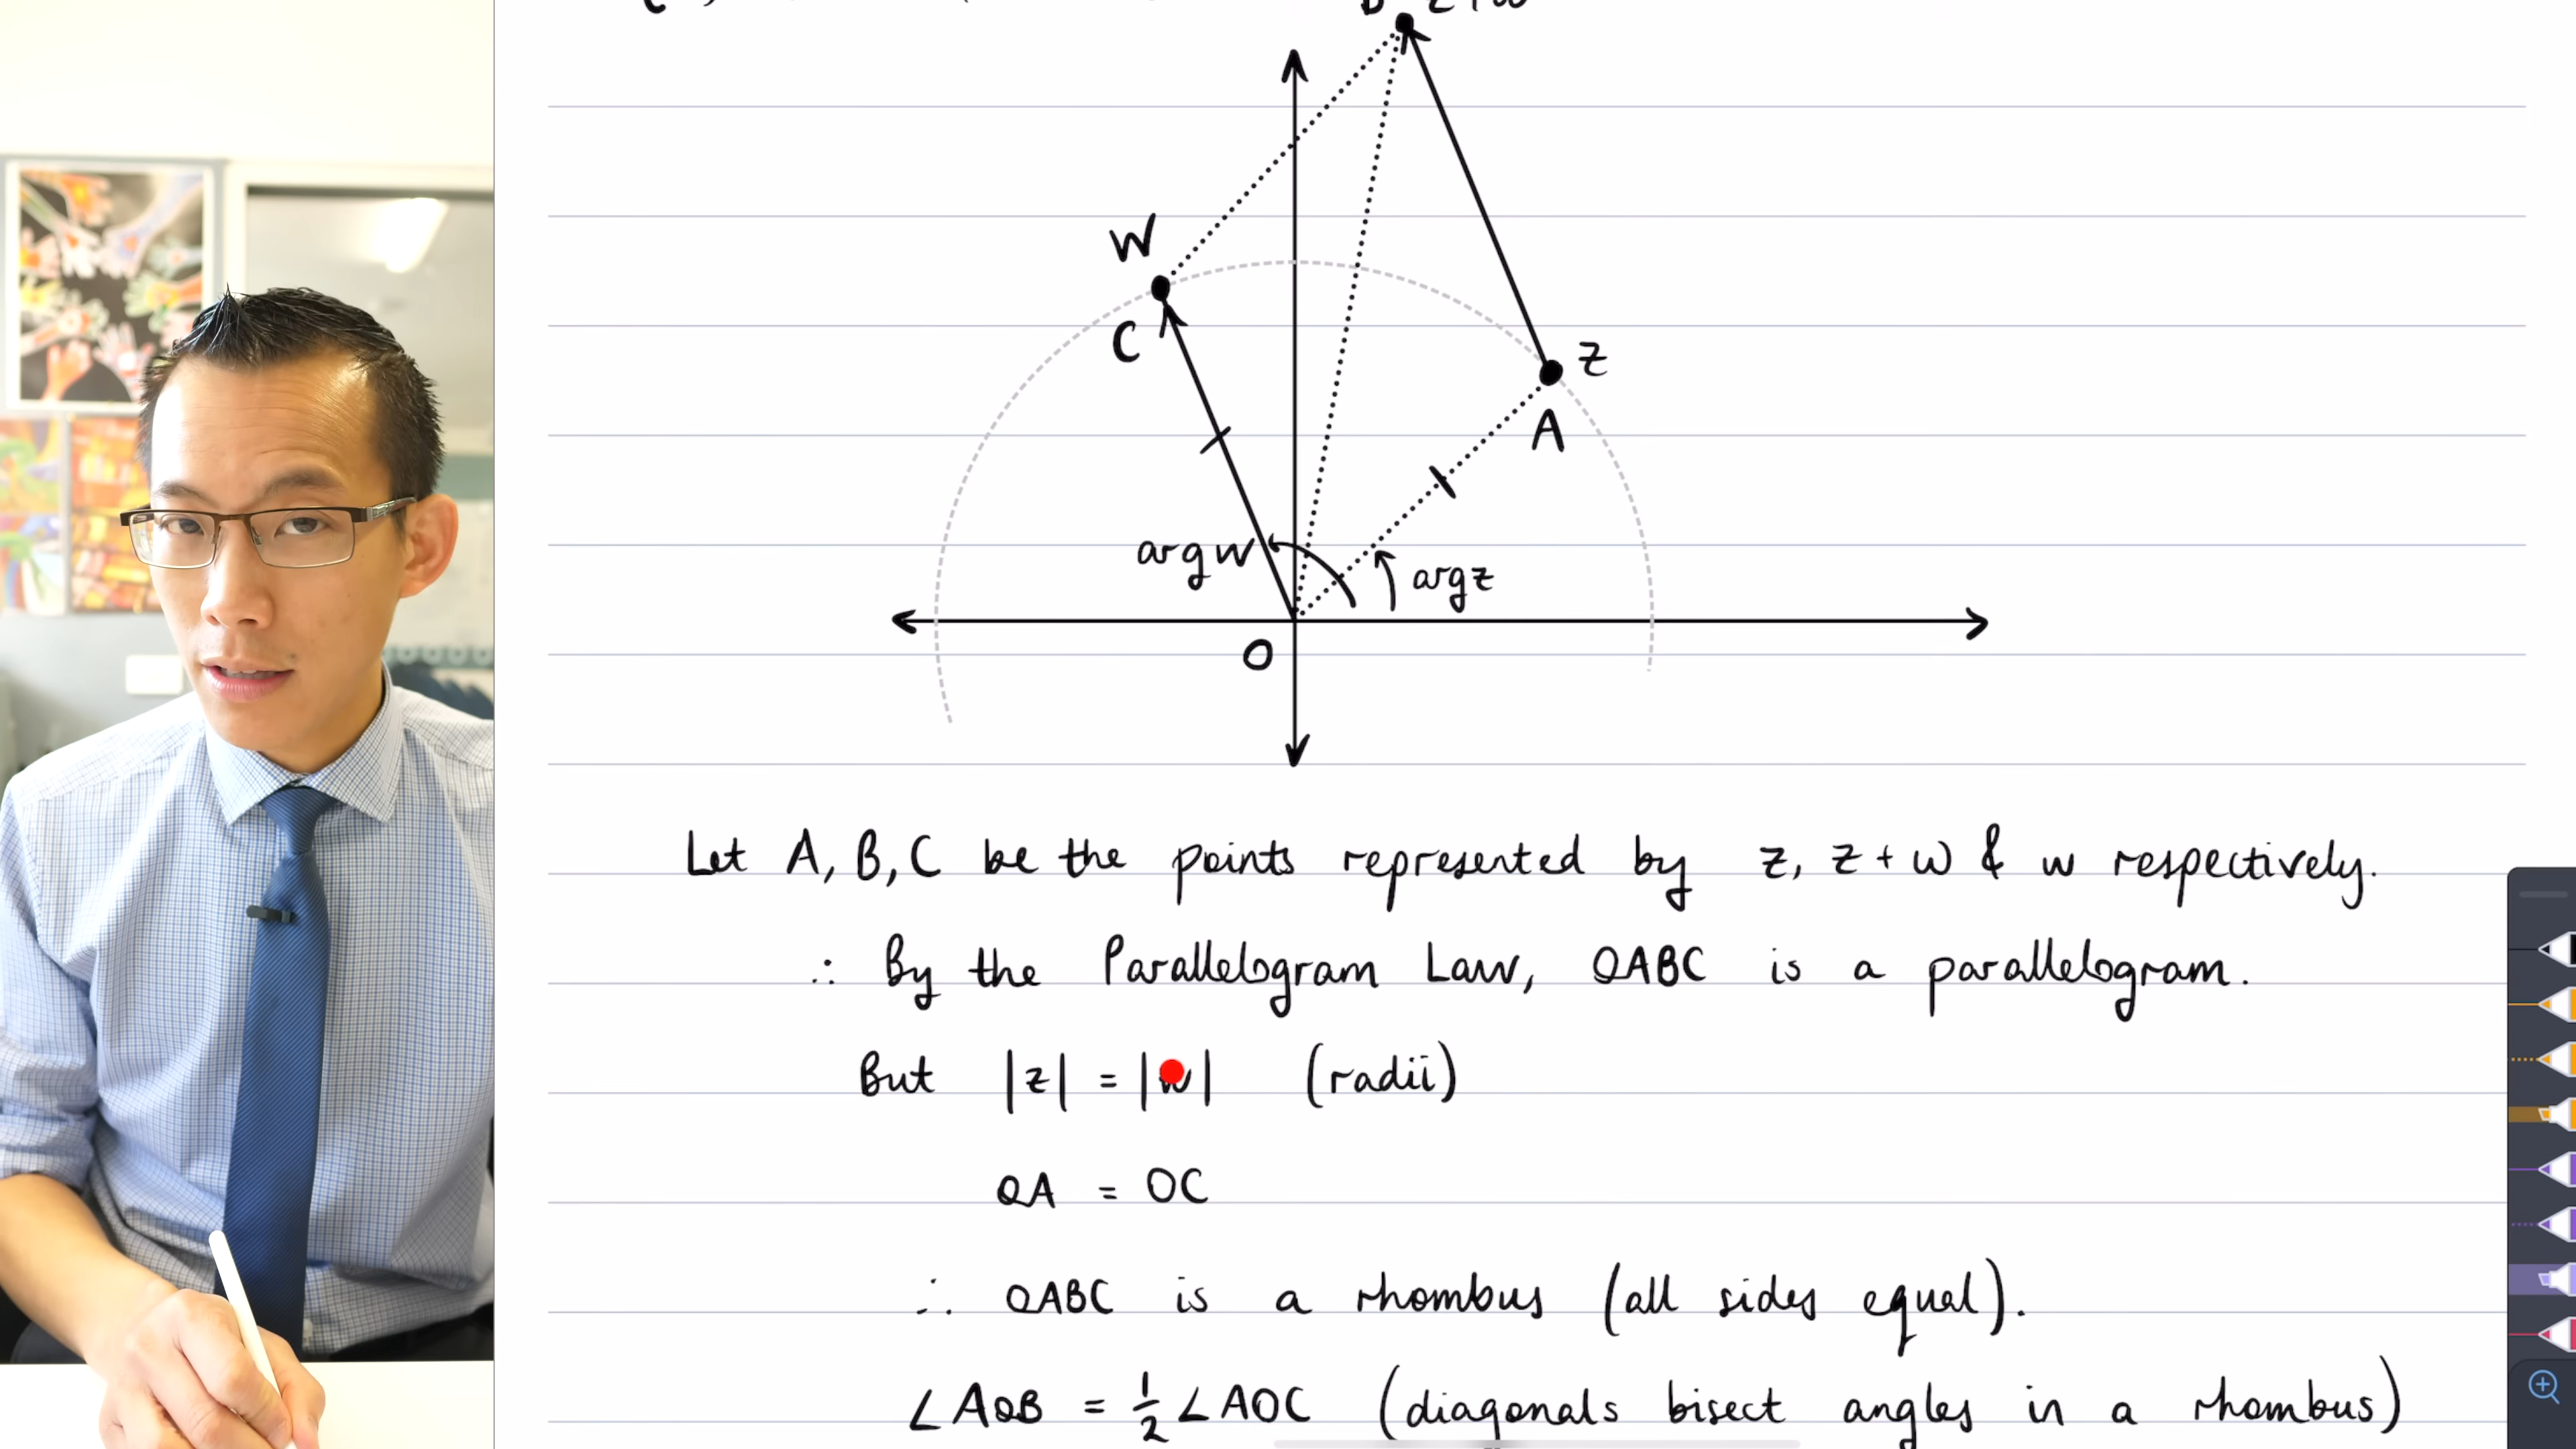 B z+w
W
C
z
A
arg w
arg z
O
Let A, B, C be the points represented by z, z + w & w respectively.
∴ By the Parallelogram Law, OABC is a parallelogram.
But |z| = |w| (radii)
OA = OC
∴ OABC is a rhombus (all sides equal).
∠AOB = 1/2 ∠AOC (diagonals bisect angles in a rhombus)